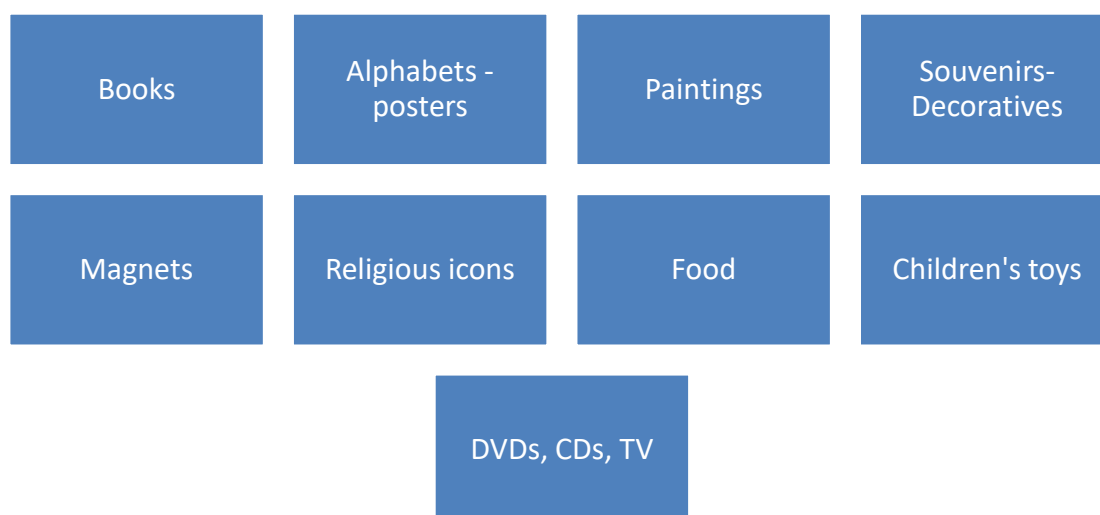 Books
Alphabets -
posters
Paintings
Souvenirs-
Decoratives
Magnets
Religious icons
Food
Children's toys
DVDs, CDs, TV